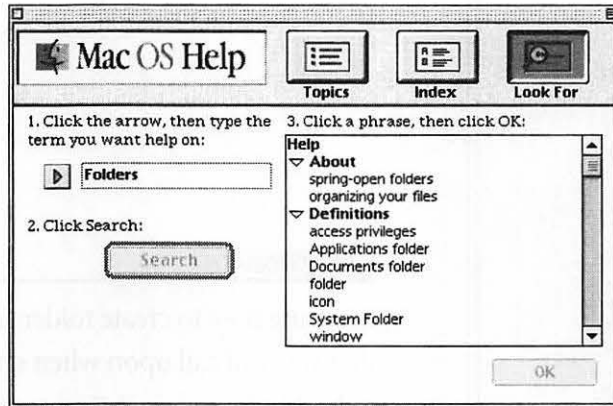 Mac OS Help
Topics
Index
Look For
1. Click the arrow, then type the
term you want help on:
Folders
2. Click Search:
Search
3. Click a phrase, then click OK:
Help
About
spring-open folders
organizing your files
Definitions
access privileges
Applications folder
Documents folder
folder
icon
System Folder
window
OK